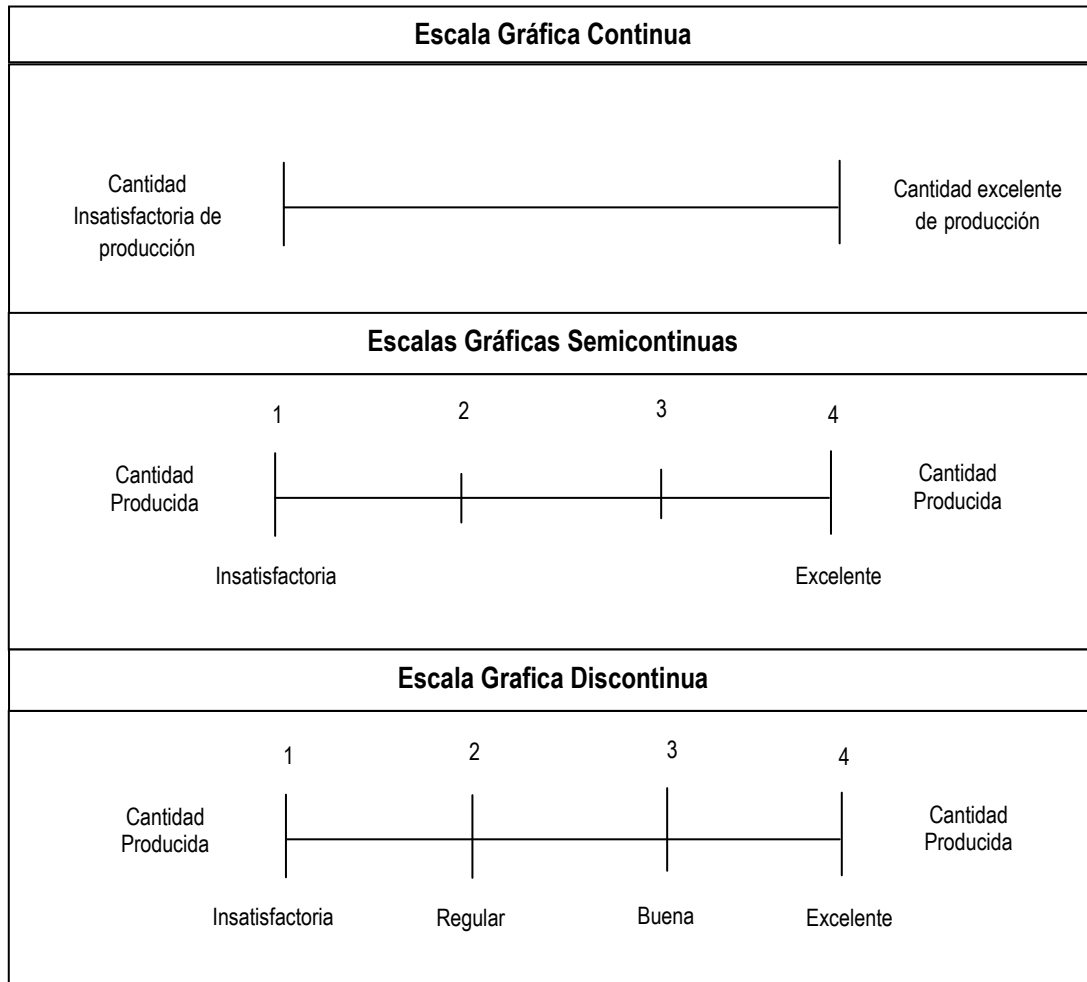 Escala Gráfica Continua
Cantidad
Insatisfactoria de
producción
Cantidad excelente
de producción
Escalas Gráficas Semicontinuas
1 2 3 4
Cantidad
Producida
Cantidad
Producida
Insatisfactoria Excelente
Escala Grafica Discontinua
1 2 3 4
Cantidad
Producida
Cantidad
Producida
Insatisfactoria Regular Buena Excelente